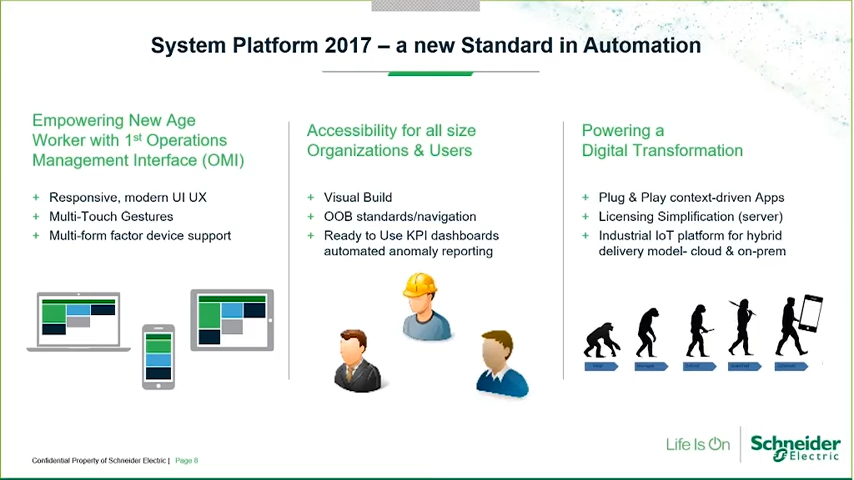 System Platform 2017 – a new Standard in Automation
Empowering New Age
Worker with 1st Operations
Management Interface (OMI)
+ Responsive, modern UI UX
+ Multi-Touch Gestures
+ Multi-form factor device support
Accessibility for all size
Organizations & Users
+ Visual Build
+ OOB standards/navigation
+ Ready to Use KPI dashboards
automated anomaly reporting
Powering a
Digital Transformation
+ Plug & Play context-driven Apps
+ Licensing Simplification (server)
+ Industrial IoT platform for hybrid
delivery model- cloud & on-prem
Confidential Property of Schneider Electric | Page 8
Life Is On
Schneider
Electric